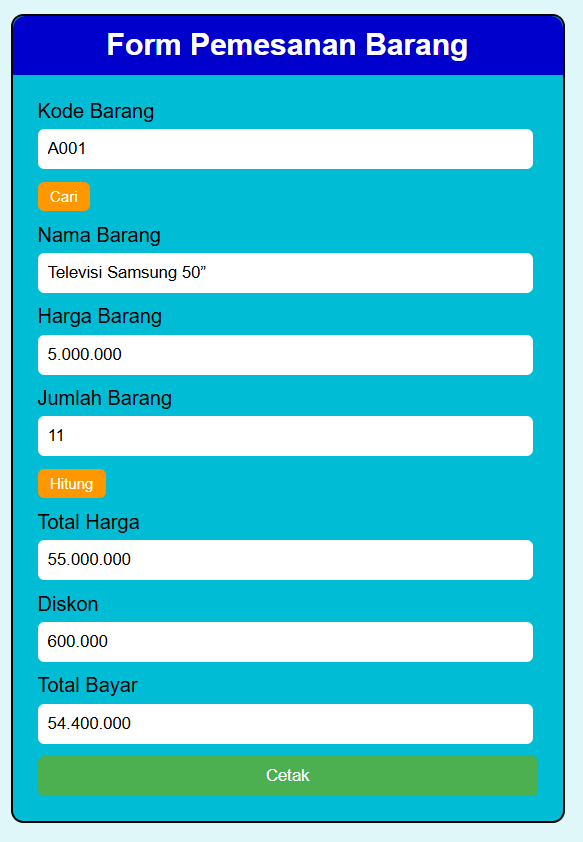 Form Pemesanan Barang
Kode Barang
A001
Cari
Nama Barang
Televisi Samsung 50”
Harga Barang
5.000.000
Jumlah Barang
11
Hitung
Total Harga
55.000.000
Diskon
600.000
Total Bayar
54.400.000
Cetak